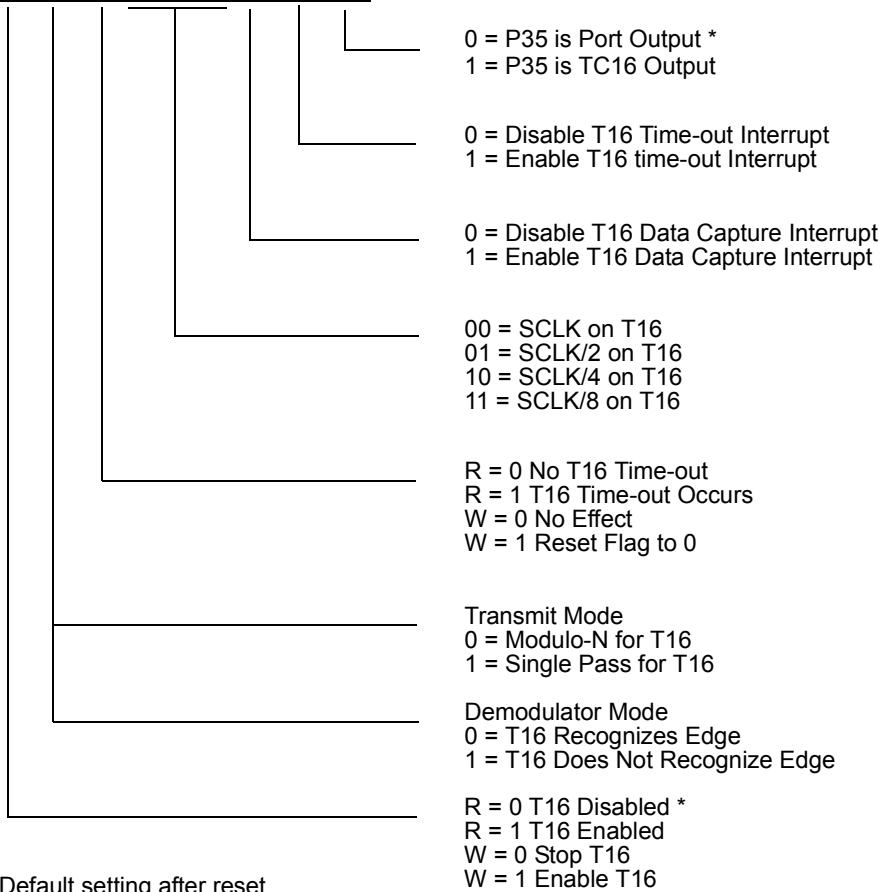 0 = P35 is Port Output *
1 = P35 is TC16 Output
0 = Disable T16 Time-out Interrupt
1 = Enable T16 time-out Interrupt
0 = Disable T16 Data Capture Interrupt
1 = Enable T16 Data Capture Interrupt
00 = SCLK on T16
01 = SCLK/2 on T16
10 = SCLK/4 on T16
11 = SCLK/8 on T16
R = 0 No T16 Time-out
R = 1 T16 Time-out Occurs
W = 0 No Effect
W = 1 Reset Flag to 0
Transmit Mode
0 = Modulo-N for T16
1 = Single Pass for T16
Demodulator Mode
0 = T16 Recognizes Edge
1 = T16 Does Not Recognize Edge
R = 0 T16 Disabled *
R = 1 T16 Enabled
W = 0 Stop T16
W = 1 Enable T16
Default setting after reset